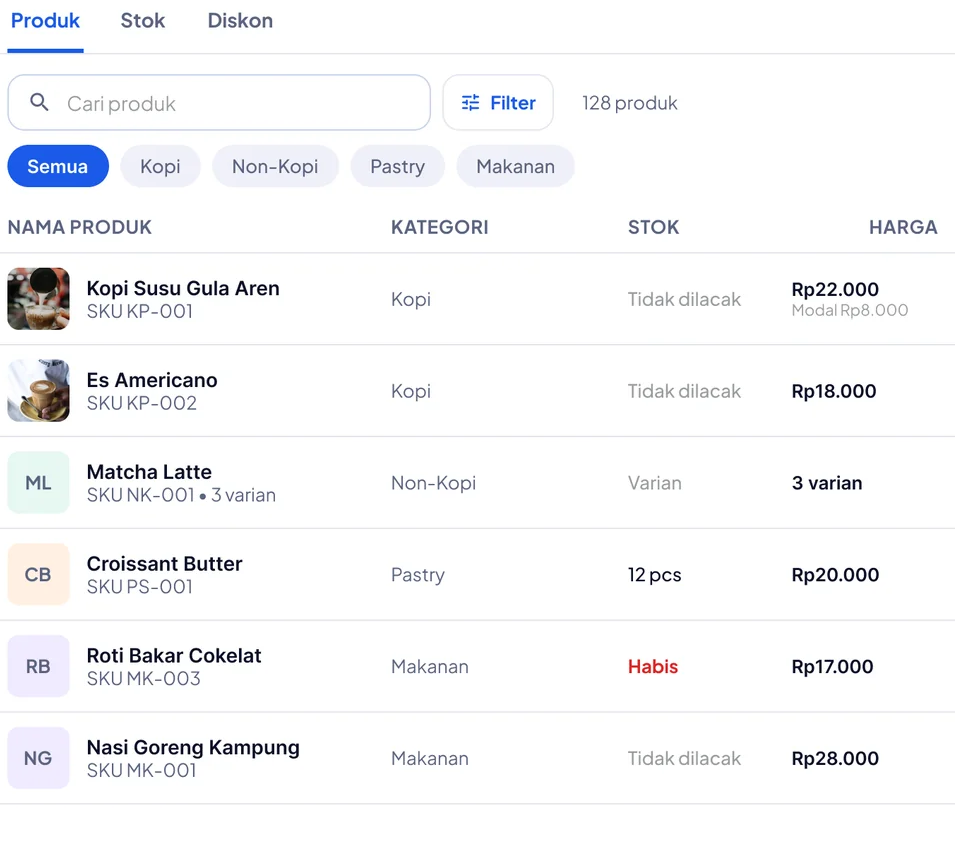 Produk Stok Diskon
Cari produk Filter 128 produk
Semua Kopi Non-Kopi Pastry Makanan
NAMA PRODUK KATEGORI STOK HARGA
Kopi Susu Gula Aren
SKU KP-001
Kopi
Tidak dilacak
Rp22.000
Modal Rp8.000
Es Americano
SKU KP-002
Kopi
Tidak dilacak
Rp18.000
ML
Matcha Latte
SKU NK-001 • 3 varian
Non-Kopi
Varian
3 varian
CB
Croissant Butter
SKU PS-001
Pastry
12 pcs
Rp20.000
RB
Roti Bakar Cokelat
SKU MK-003
Makanan
Habis
Rp17.000
NG
Nasi Goreng Kampung
SKU MK-001
Makanan
Tidak dilacak
Rp28.000